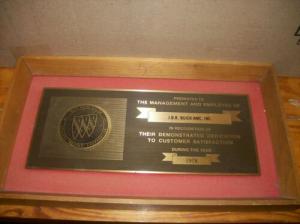 PRESENTED TO
THE MANAGEMENT AND EMPLOYEES OF
J.D.R. BUICK-AMC, INC.
IN RECOGNITION OF
THEIR DEMONSTRATED DEDICATION
TO CUSTOMER SATISFACTION
DURING THE YEAR
1978